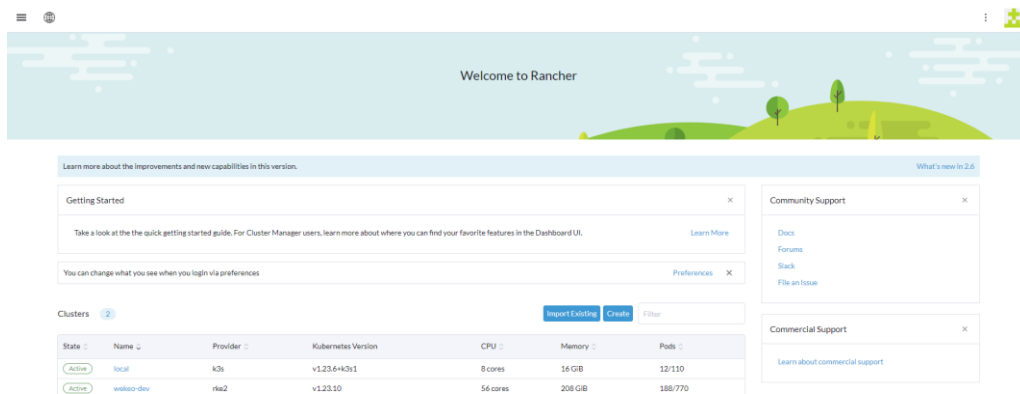 Welcome to Rancher
Learn more about the improvements and new capabilities in this version.
What's new in 2.6
Getting Started
Take a look at the the quick getting started guide. For Cluster Manager users, learn more about where you can find your favorite features in the Dashboard UI.
Learn More
You can change what you see when you login via preferences
Preferences
Clusters 2
Import Existing Create Filter
State Name Provider Kubernetes Version CPU Memory Pods
Active local k3s v1.23.6+k3s1 8 cores 16 GiB 12/110
Active wekeo-dev rke2 v1.23.10 56 cores 208 GiB 188/770
Community Support
Docs
Forums
Slack
File an Issue
Commercial Support
Learn about commercial support